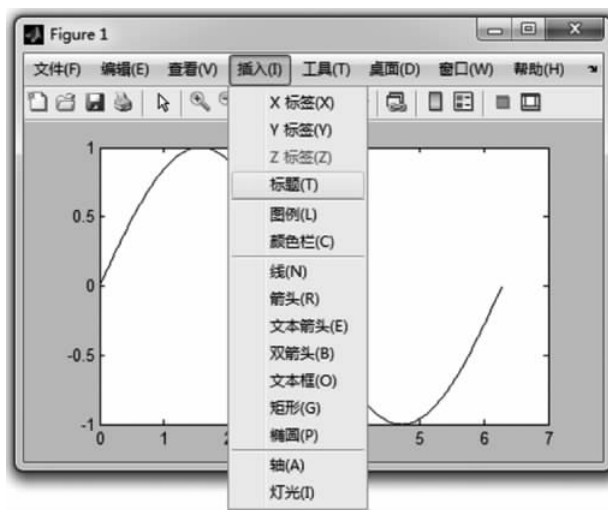 Figure 1
文件(F) 编辑(E) 查看(V) 插入(I) 工具(T) 桌面(D) 窗口(W) 帮助(H)
X 标签(X)
Y 标签(Y)
Z 标签(Z)
标题(T)
图例(L)
颜色栏(C)
线(N)
箭头(R)
文本箭头(E)
双箭头(B)
文本框(O)
矩形(G)
椭圆(P)
轴(A)
灯光(I)
1
0.5
0
-0.5
-1
0 1 2 5 6 7